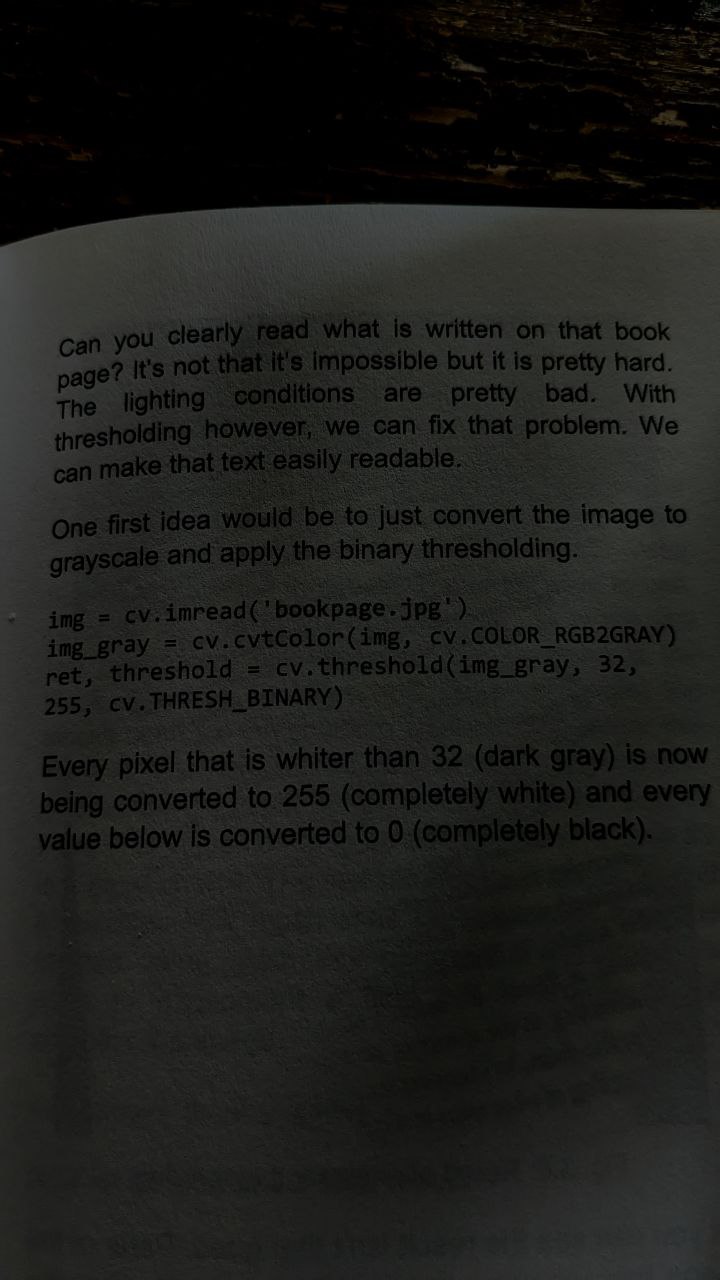 Can you clearly read what is written on that book
page? It's not that it's impossible but it is pretty hard.
The lighting conditions are pretty bad. With
thresholding however, we can fix that problem. We
can make that text easily readable.
One first idea would be to just convert the image to
grayscale and apply the binary thresholding.
img = cv.imread('bookpage.jpg')
img_gray = cv.cvtColor(img, cv.COLOR_RGB2GRAY)
ret, threshold = cv.threshold(img_gray, 32,
255, cv.THRESH_BINARY)
Every pixel that is whiter than 32 (dark gray) is now
being converted to 255 (completely white) and every
value below is converted to 0 (completely black).